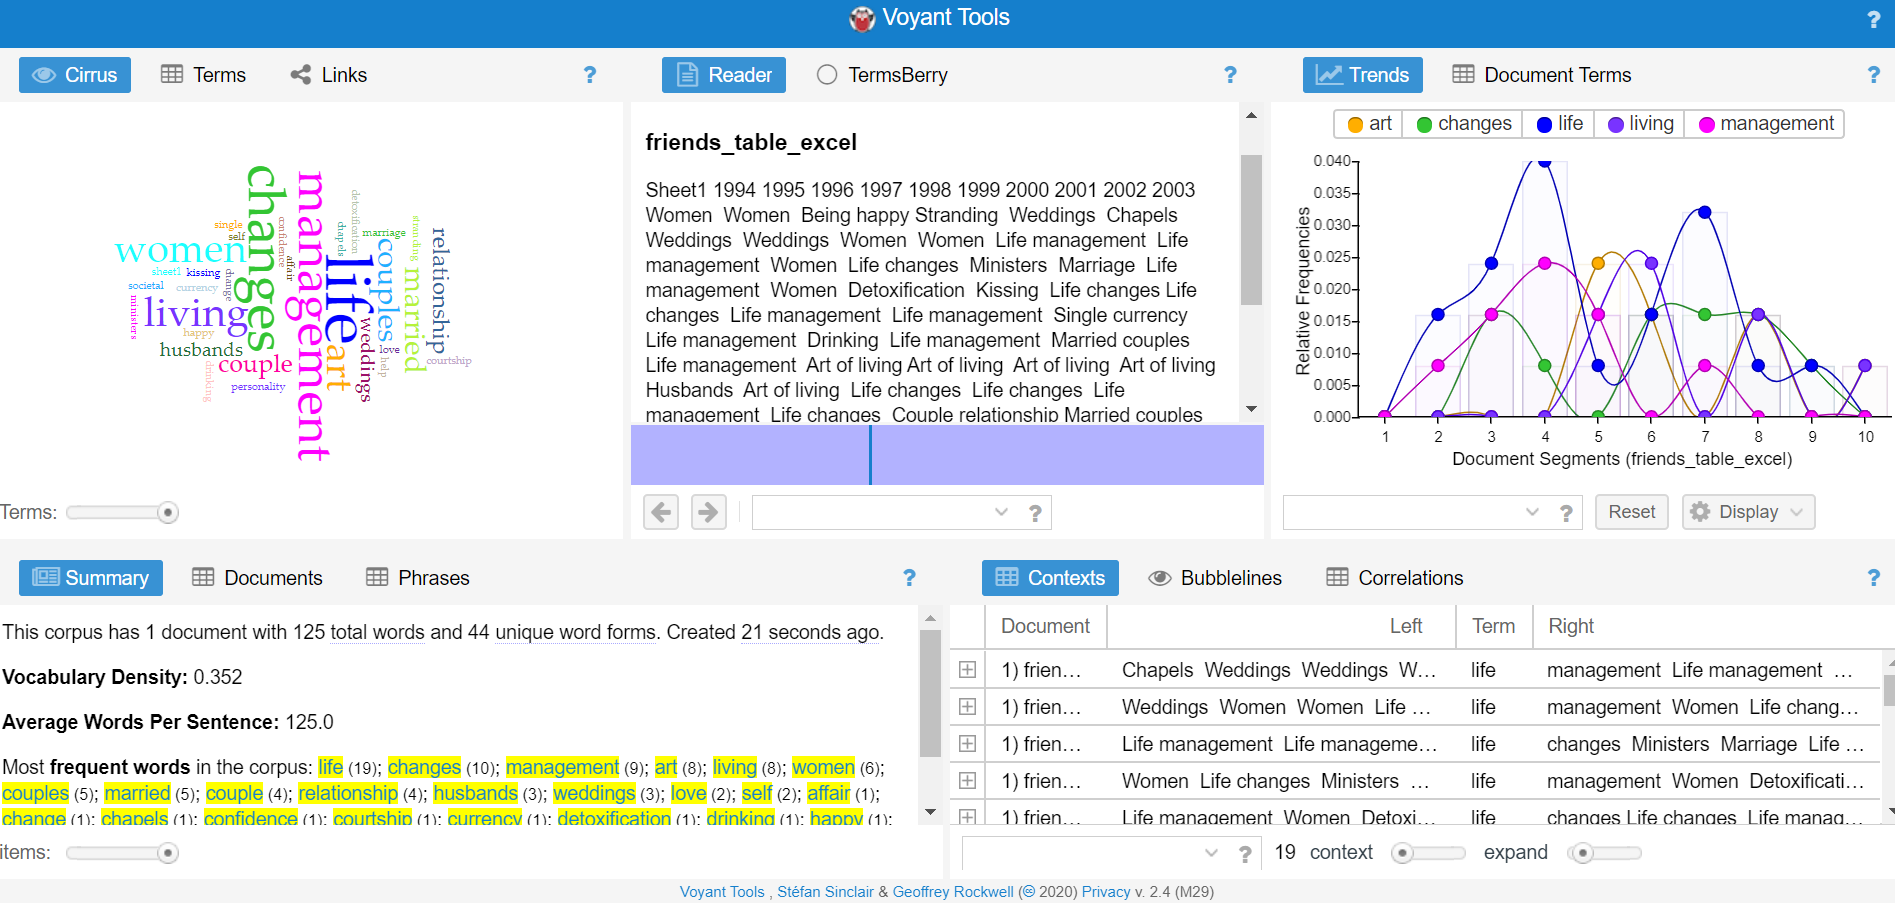 Voyant Tools
?
Cirrus Terms Links ?
Reader TermsBerry ?
Trends Document Terms ?
single
self
women
sheet1 kissing
societal
currency
change
ministers
living
happy
husbands
couple
drinking
personality
changes
confidence
affair
management
detoxification
chapels
life
art
marriage
couples
weddings
love
help
stranding
married
relationship
courtship
Terms:
friends_table_excel
Sheet1 1994 1995 1996 1997 1998 1999 2000 2001 2002 2003
Women Women Being happy Stranding Weddings Chapels
Weddings Weddings Women Women Life management Life
management Women Life changes Ministers Marriage Life
management Women Detoxification Kissing Life changes Life
changes Life management Life management Single currency
Life management Drinking Life management Married couples
Life management Art of living Art of living Art of living Art of living
Husbands Art of living Life changes Life changes Life
management Life changes Couple relationship Married couples
?
art changes life living management
Relative Frequencies
0.040
0.035
0.030
0.025
0.020
0.015
0.010
0.005
0.000
1 2 3 4 5 6 7 8 9 10
Document Segments (friends_table_excel)
? Reset Display
Summary Documents Phrases ?
This corpus has 1 document with 125 total words and 44 unique word forms. Created 21 seconds ago.
Vocabulary Density: 0.352
Average Words Per Sentence: 125.0
Most frequent words in the corpus: life (19); changes (10); management (9); art (8); living (8); women (6);
couples (5); married (5); couple (4); relationship (4); husbands (3); weddings (3); love (2); self (2); affair (1);
change (1); chapels (1); confidence (1); courtship (1); currency (1); detoxification (1); drinking (1); happy (1);
items:
Contexts Bubblelines Correlations ?
Document Left Term Right
1) frien... Chapels Weddings Weddings W... life management Life management ...
1) frien... Weddings Women Women Life ... life management Women Life chang...
1) frien... Life management Life manageme... life changes Ministers Marriage Life ...
1) frien... Women Life changes Ministers ... life management Women Detoxificati...
1) frien... Life management Women Detoxi... life changes Life changes Life manag...
? 19 context expand
Voyant Tools , Stéfan Sinclair & Geoffrey Rockwell (🄯 2020) Privacy v. 2.4 (M29)